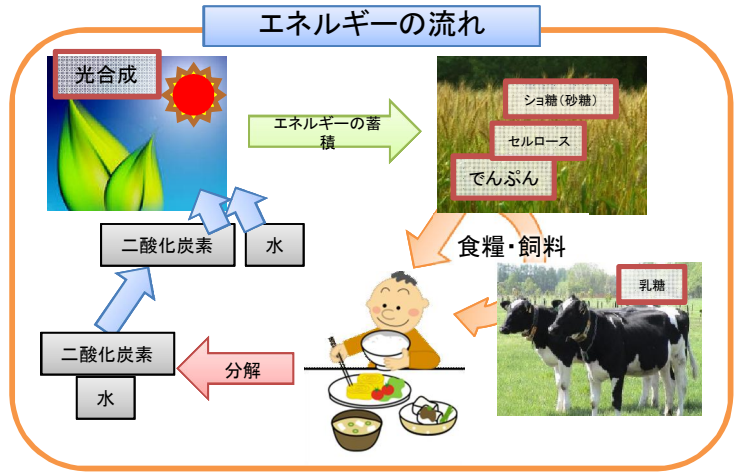 エネルギーの流れ
光合成
エネルギーの蓄
積
ショ糖(砂糖)
セルロース
でんぷん
二酸化炭素
水
食糧・飼料
乳糖
二酸化炭素
水
分解